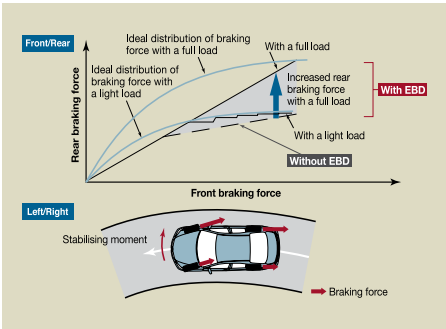 Front/Rear
Ideal distribution of braking
force with a full load
With a full load
Ideal distribution of
braking force with
a light load
Increased rear
braking force
with a full load
With EBD
Rear braking force
With a light load
Without EBD
Front braking force
Left/Right
Stabilising moment
Braking force